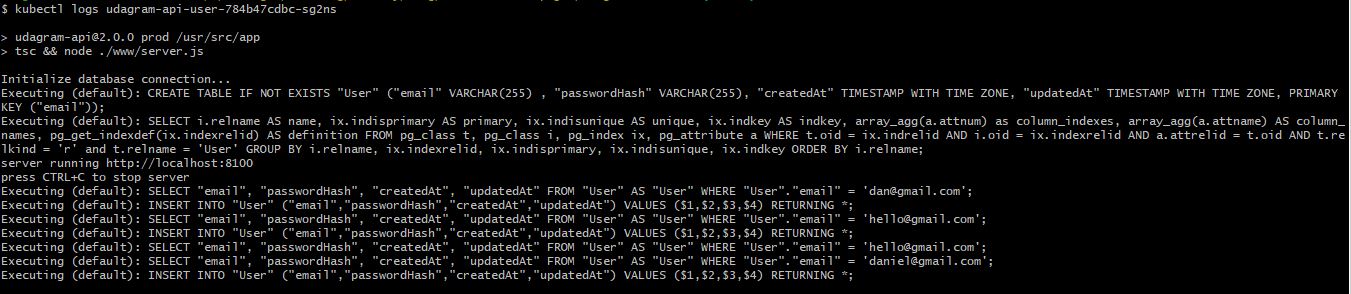 $ kubectl logs udagram-api-user-784b47cdbc-sg2ns
> udagram-api@2.0.0 prod /usr/src/app
> tsc && node ./www/server.js
Initialize database connection...
Executing (default): CREATE TABLE IF NOT EXISTS "User" ("email" VARCHAR(255) , "passwordHash" VARCHAR(255), "createdAt" TIMESTAMP WITH TIME ZONE, "updatedAt" TIMESTAMP WITH TIME ZONE, PRIMARY
KEY ("email"));
Executing (default): SELECT i.relname AS name, ix.indisprimary AS primary, ix.indisunique AS unique, ix.indkey AS indkey, array_agg(a.attnum) as column_indexes, array_agg(a.attname) AS column_
names, pg_get_indexdef(ix.indexrelid) AS definition FROM pg_class t, pg_class i, pg_index ix, pg_attribute a WHERE t.oid = ix.indrelid AND i.oid = ix.indexrelid AND a.attrelid = t.oid AND t.re
lkind = 'r' and t.relname = 'User' GROUP BY i.relname, ix.indexrelid, ix.indisprimary, ix.indisunique, ix.indkey ORDER BY i.relname;
server running http://localhost:8100
press CTRL+C to stop server
Executing (default): SELECT "email", "passwordHash", "createdAt", "updatedAt" FROM "User" AS "User" WHERE "User"."email" = 'dan@gmail.com';
Executing (default): INSERT INTO "User" ("email","passwordHash","createdAt","updatedAt") VALUES ($1,$2,$3,$4) RETURNING *;
Executing (default): SELECT "email", "passwordHash", "createdAt", "updatedAt" FROM "User" AS "User" WHERE "User"."email" = 'hello@gmail.com';
Executing (default): INSERT INTO "User" ("email","passwordHash","createdAt","updatedAt") VALUES ($1,$2,$3,$4) RETURNING *;
Executing (default): SELECT "email", "passwordHash", "createdAt", "updatedAt" FROM "User" AS "User" WHERE "User"."email" = 'hello@gmail.com';
Executing (default): SELECT "email", "passwordHash", "createdAt", "updatedAt" FROM "User" AS "User" WHERE "User"."email" = 'daniel@gmail.com';
Executing (default): INSERT INTO "User" ("email","passwordHash","createdAt","updatedAt") VALUES ($1,$2,$3,$4) RETURNING *;